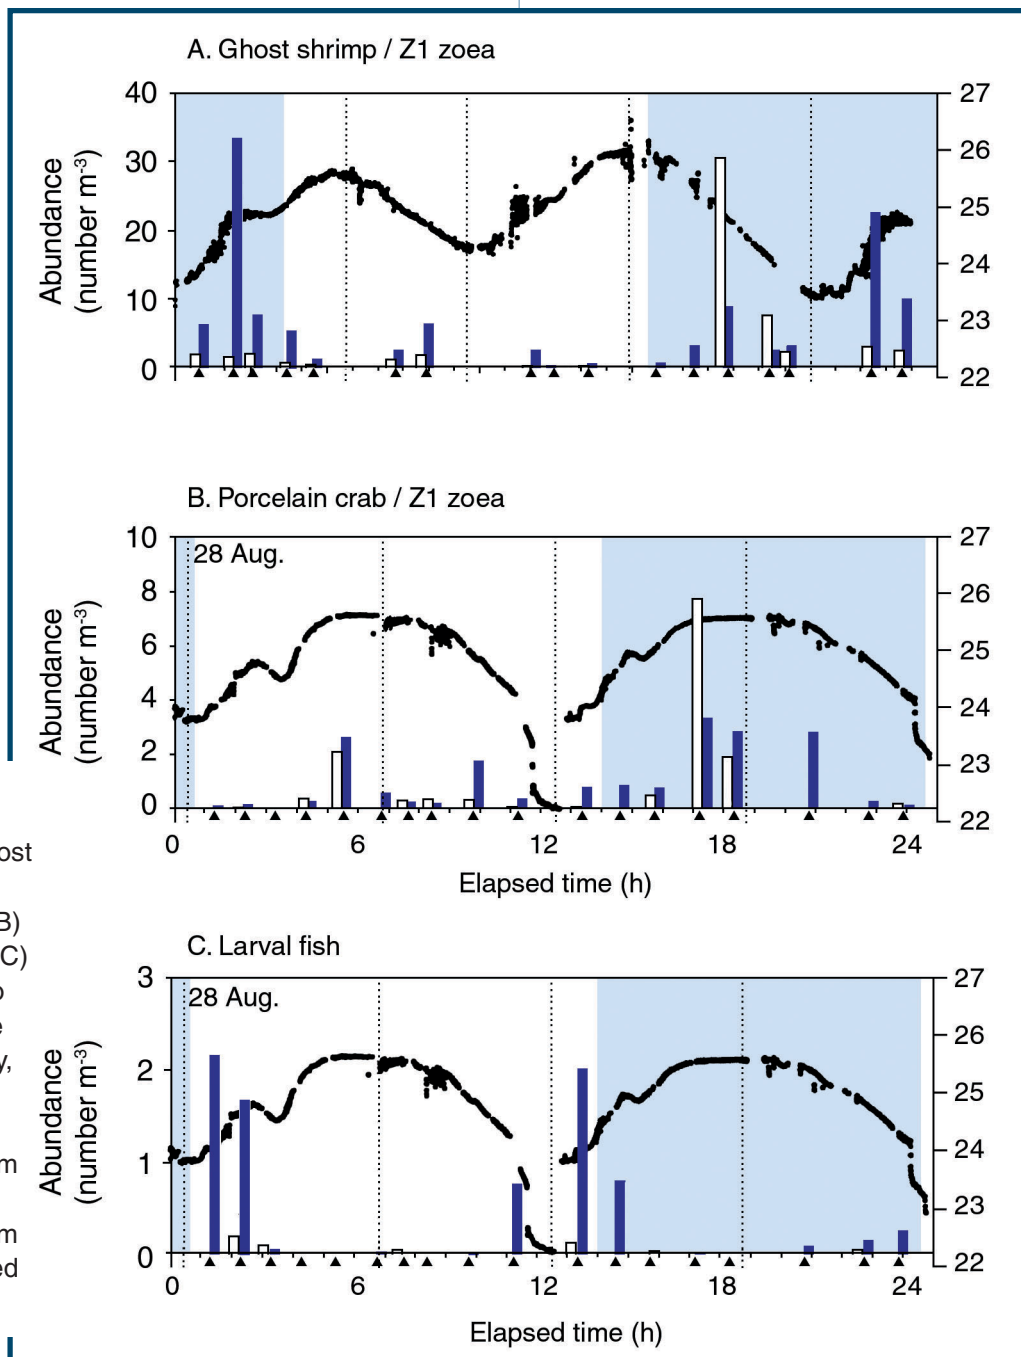 A. Ghost shrimp / Z1 zoea
40
30
20
10
0
27
26
25
24
23
22
Abundance
(number m-3)
B. Porcelain crab / Z1 zoea
28 Aug.
10
8
6
4
2
0
27
26
25
24
23
22
Abundance
(number m-3)
0 6 12 18 24
Elapsed time (h)
ost
B)
C)
e
y,
m
m
ed
C. Larval fish
28 Aug.
3
2
1
0
27
26
25
24
23
22
Abundance
(number m-3)
0 6 12 18 24
Elapsed time (h)